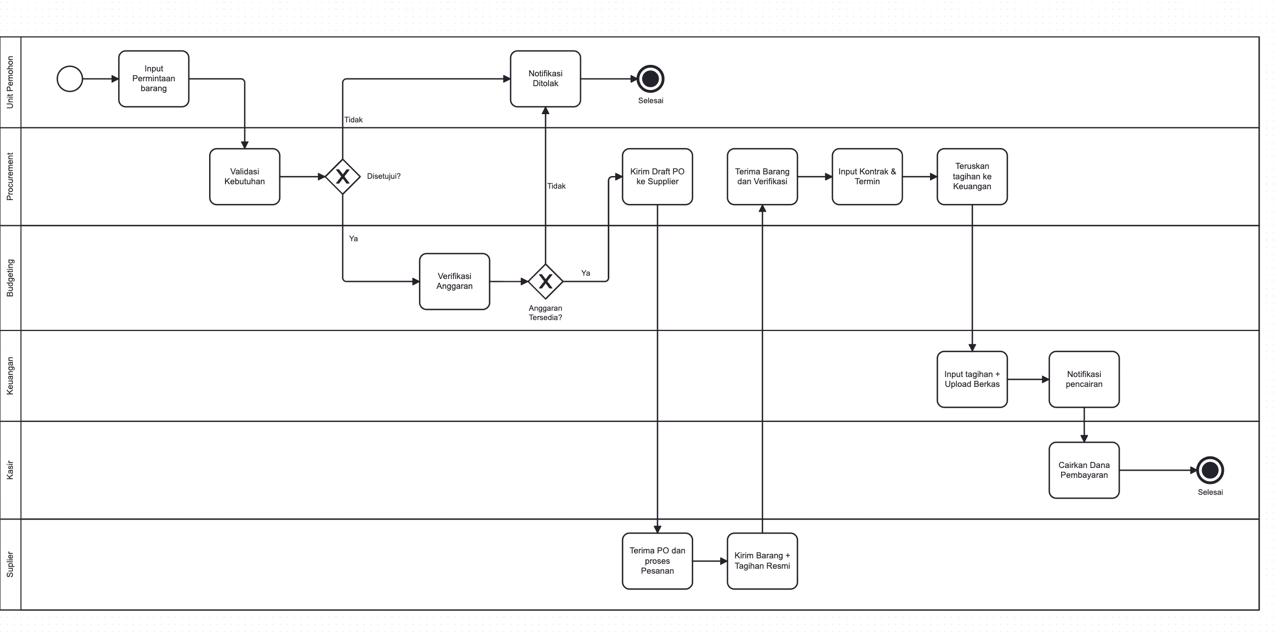 Unit Pemohon
Input
Permintaan
barang
Notifikasi
Ditolak
Selesai
Tidak
Procurement
Validasi
Kebutuhan
Disetujui?
Tidak
Kirim Draft PO
ke Supplier
Terima Barang
dan Verifikasi
Input Kontrak &
Termin
Teruskan
tagihan ke
Keuangan
Budgeting
Ya
Verifikasi
Anggaran
Anggaran
Tersedia?
Ya
Keuangan
Input tagihan +
Upload Berkas
Notifikasi
pencairan
Kasir
Cairkan Dana
Pembayaran
Selesai
Suplier
Terima PO dan
proses
Pesanan
Kirim Barang +
Tagihan Resmi